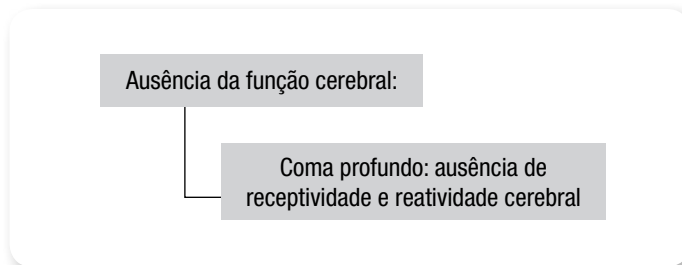 Ausência da função cerebral:
Coma profundo: ausência de
receptividade e reatividade cerebral